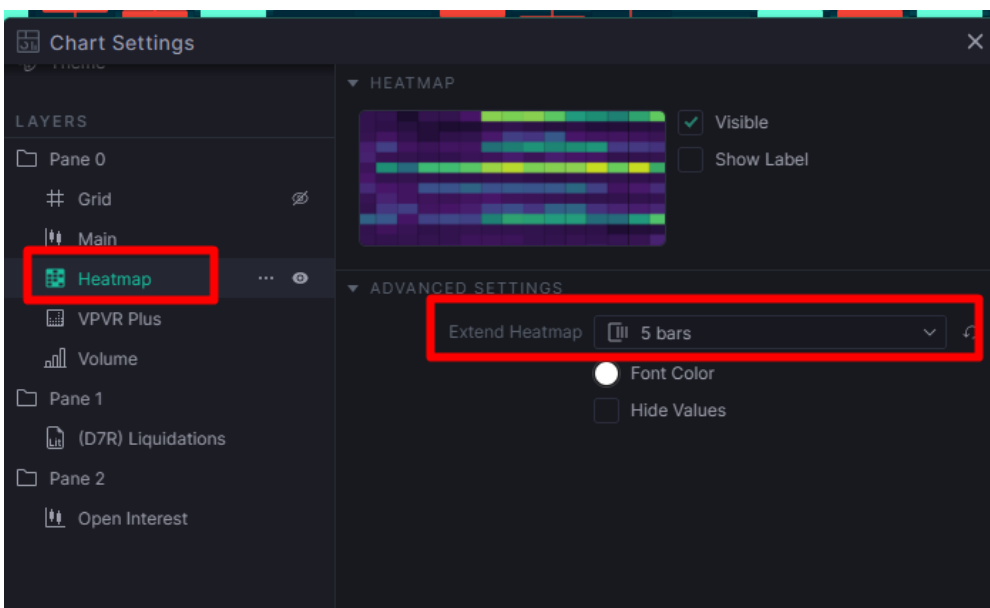 Chart Settings
Theme
LAYERS
Pane 0
Grid
Main
Heatmap
VPVR Plus
Volume
Pane 1
(D7R) Liquidations
Pane 2
Open Interest
HEATMAP
Visible
Show Label
ADVANCED SETTINGS
Extend Heatmap 5 bars
Font Color
Hide Values